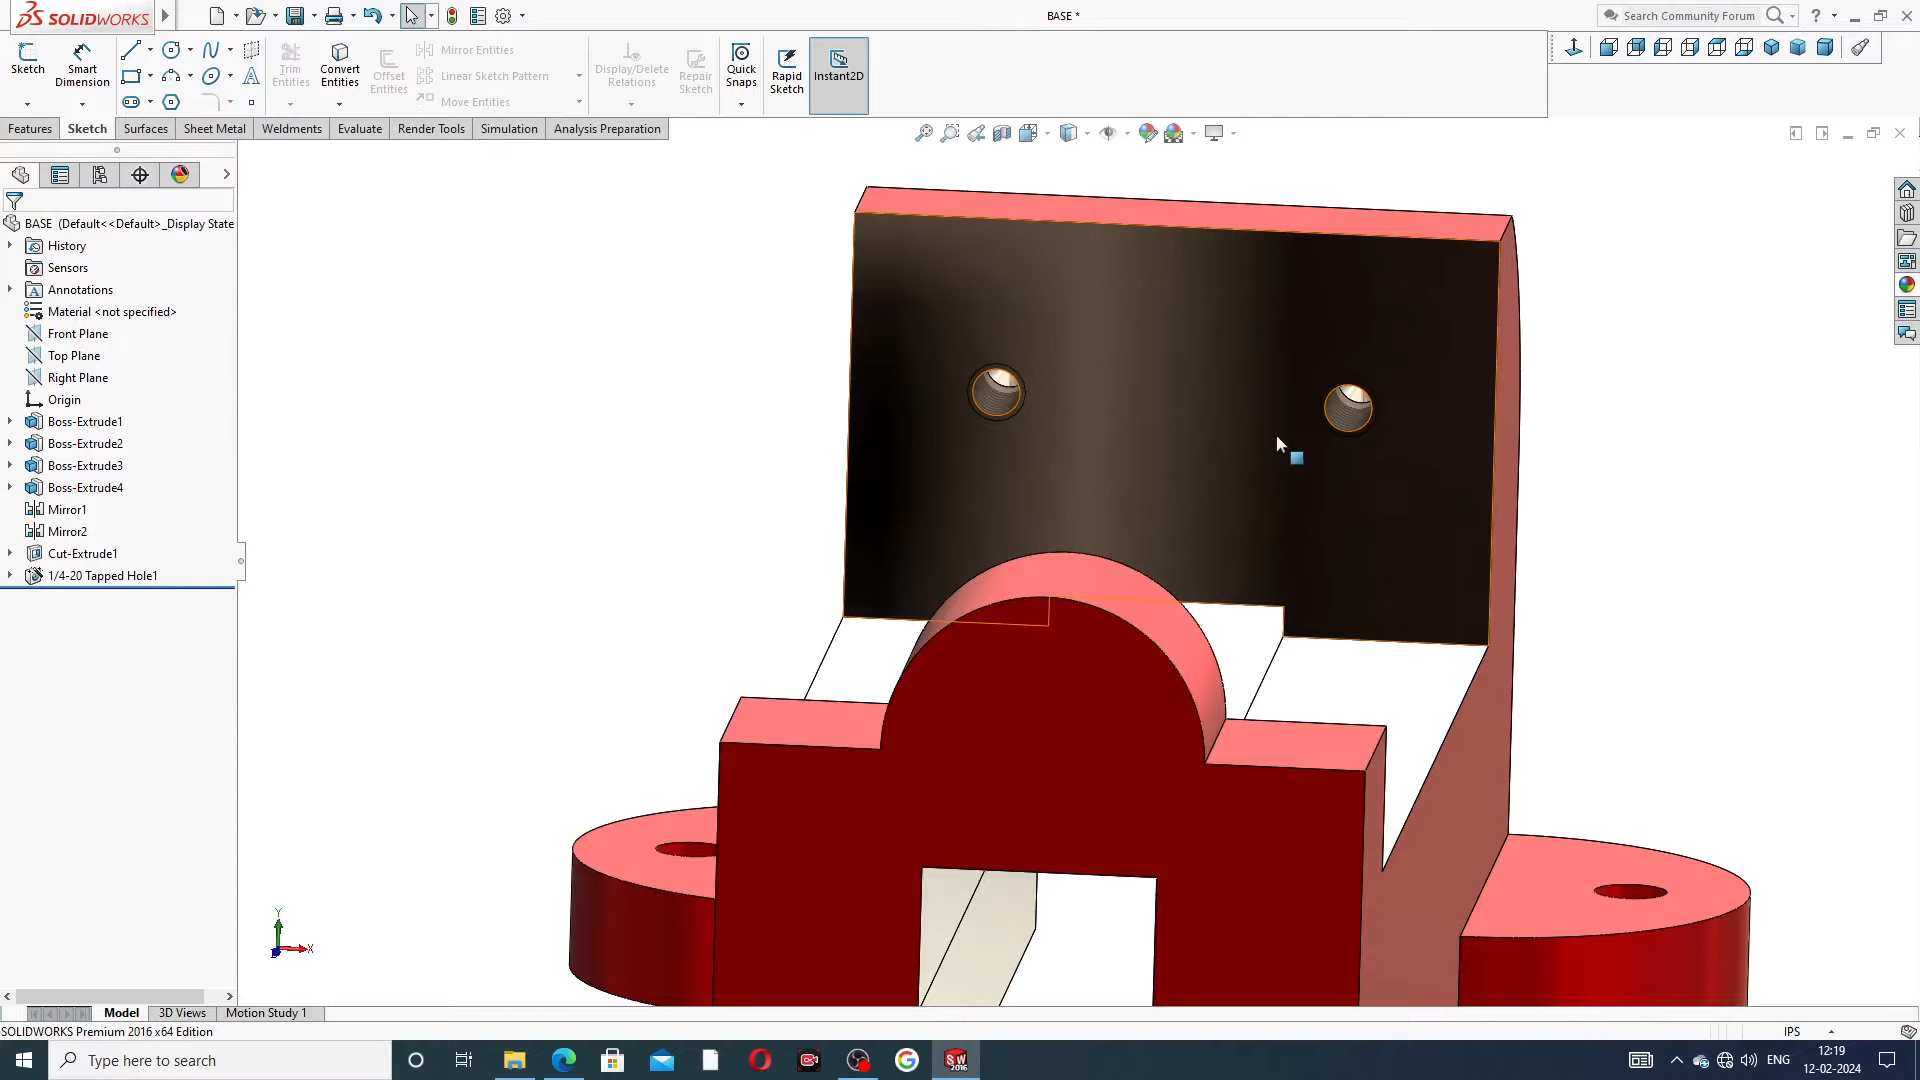 SOLIDWORKS
BASE *
Search Community Forum
Sketch
Smart Dimension
Trim Entities
Convert Entities
Offset Entities
Mirror Entities
Linear Sketch Pattern
Move Entities
Display/Delete Relations
Repair Sketch
Quick Snaps
Rapid Sketch
Instant2D
Features
Sketch
Surfaces
Sheet Metal
Weldments
Evaluate
Render Tools
Simulation
Analysis Preparation
BASE (Default<<Default>_Display State
History
Sensors
Annotations
Material <not specified>
Front Plane
Top Plane
Right Plane
Origin
Boss-Extrude1
Boss-Extrude2
Boss-Extrude3
Boss-Extrude4
Mirror1
Mirror2
Cut-Extrude1
1/4-20 Tapped Hole1
Y
X
Model
3D Views
Motion Study 1
SOLIDWORKS Premium 2016 x64 Edition
IPS
Type here to search
SW
2016
ENG
12:19
12-02-2024